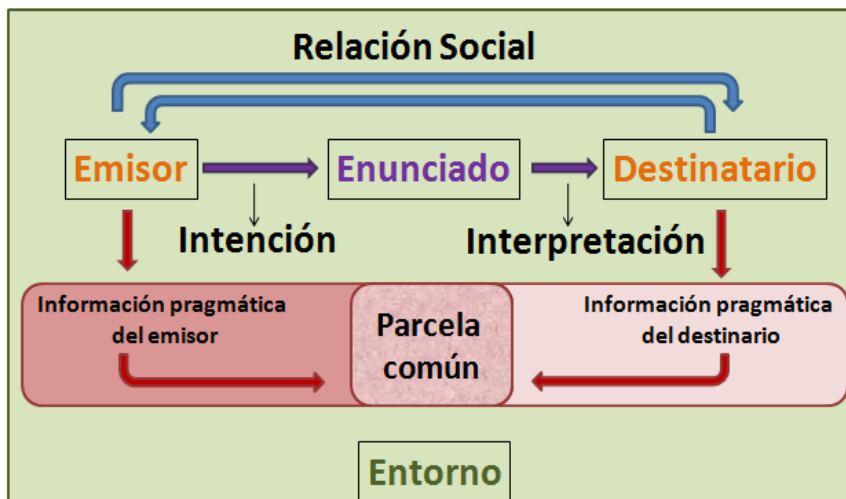 Relación Social
Emisor
Enunciado
Destinatario
Intención
Interpretación
Información pragmática
del emisor
Parcela
común
Información pragmática
del destinario
Entorno